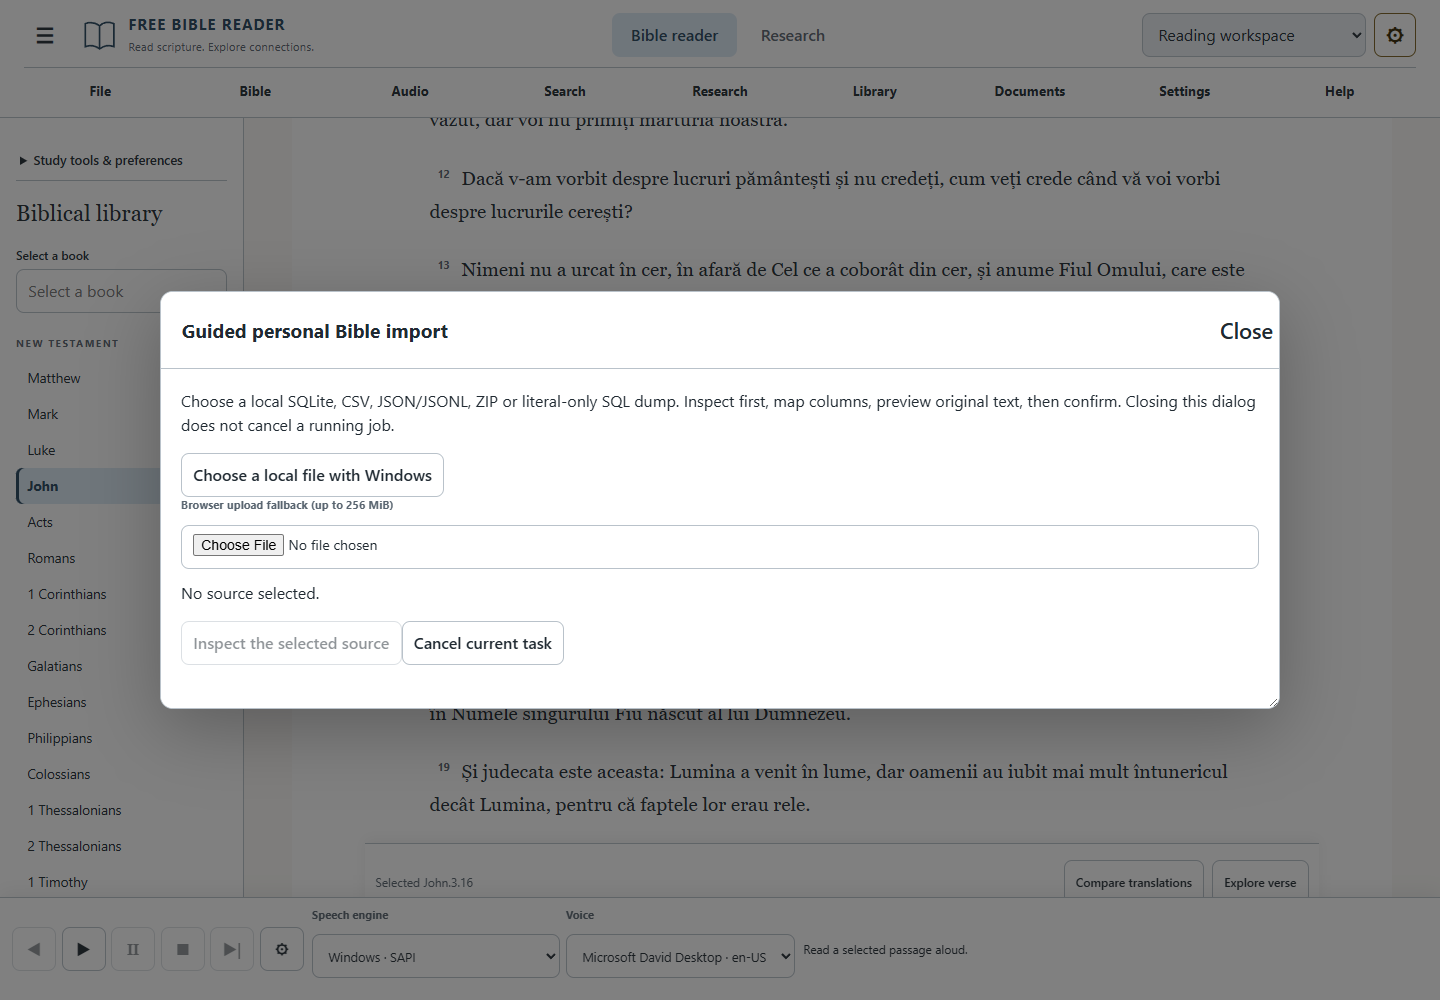 FREE BIBLE READER
Read scripture. Explore connections.
Bible reader
Research
Reading workspace
File
Bible
Audio
Search
Research
Library
Documents
Settings
Help
Study tools & preferences
Biblical library
Select a book
Select a book
NEW TESTAMENT
Matthew
Mark
Luke
John
Acts
Romans
1 Corinthians
2 Corinthians
Galatians
Ephesians
Philippians
Colossians
1 Thessalonians
2 Thessalonians
1 Timothy
văzut, dar voi nu primiți mărturia noastră.
12 Dacă v-am vorbit despre lucruri pământești și nu credeți, cum veți crede când vă voi vorbi
despre lucrurile cerești?
13 Nimeni nu a urcat în cer, în afară de Cel ce a coborât din cer, și anume Fiul Omului, care este
Guided personal Bible import
Close
Choose a local SQLite, CSV, JSON/JSONL, ZIP or literal-only SQL dump. Inspect first, map columns, preview original text, then confirm. Closing this dialog
does not cancel a running job.
Choose a local file with Windows
Browser upload fallback (up to 256 MiB)
Choose File No file chosen
No source selected.
Inspect the selected source
Cancel current task
în Numele singurului Fiu născut al lui Dumnezeu.
19 Și judecata este aceasta: Lumina a venit în lume, dar oamenii au iubit mai mult întunericul
decât Lumina, pentru că faptele lor erau rele.
Selected John.3.16
Compare translations
Explore verse
Speech engine
Windows · SAPI
Voice
Microsoft David Desktop · en-US
Read a selected passage aloud.